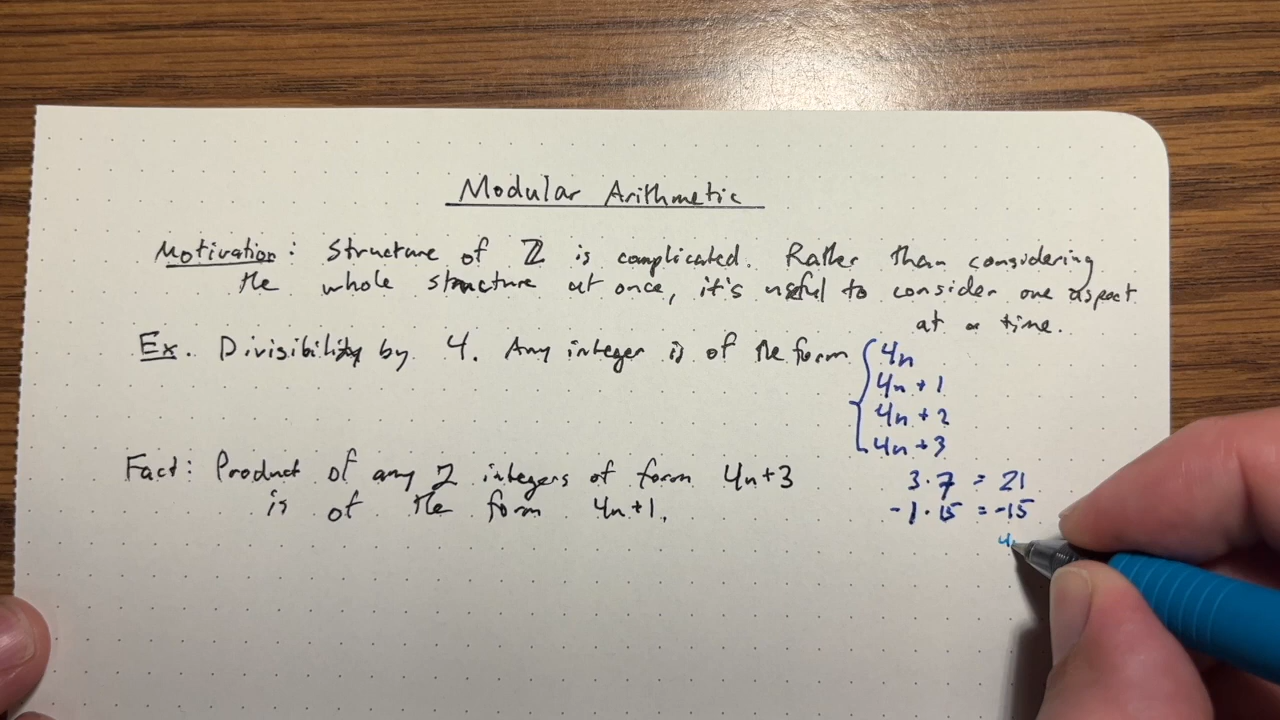 Modular Arithmetic
Motivation: Structure of ℤ is complicated. Rather than considering
the whole structure at once, it's useful to consider one aspect
at a time.
Ex. Divisibility by 4. Any integer is of the form { 4n
4n + 1
4n + 2
4n + 3
Fact: Product of any 2 integers of form 4n+3
is of the form 4n+1.
3·7 = 21
-1·15 = -15
4